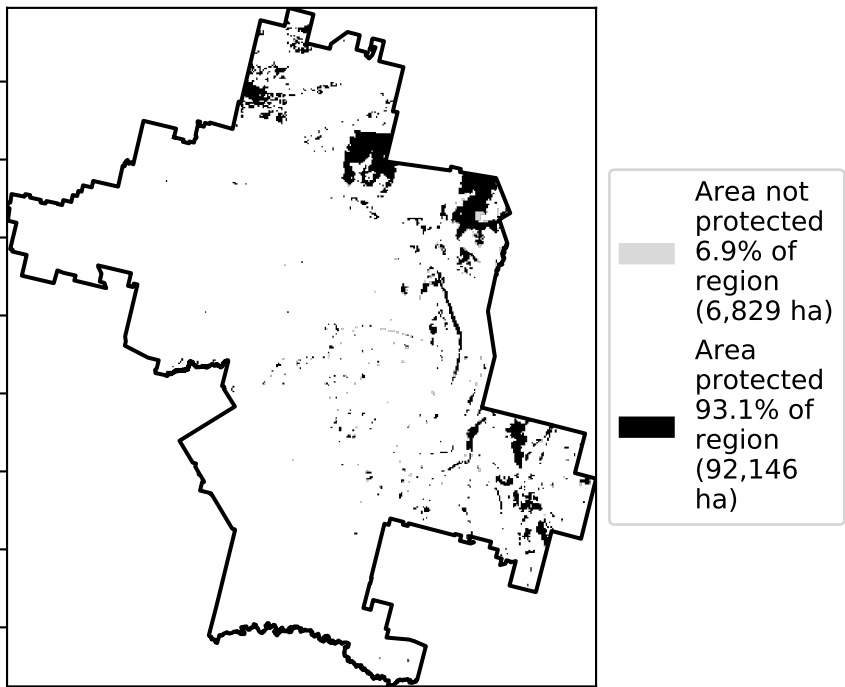 Area not
protected
6.9% of
region
(6,829 ha)
Area
protected
93.1% of
region
(92,146
ha)